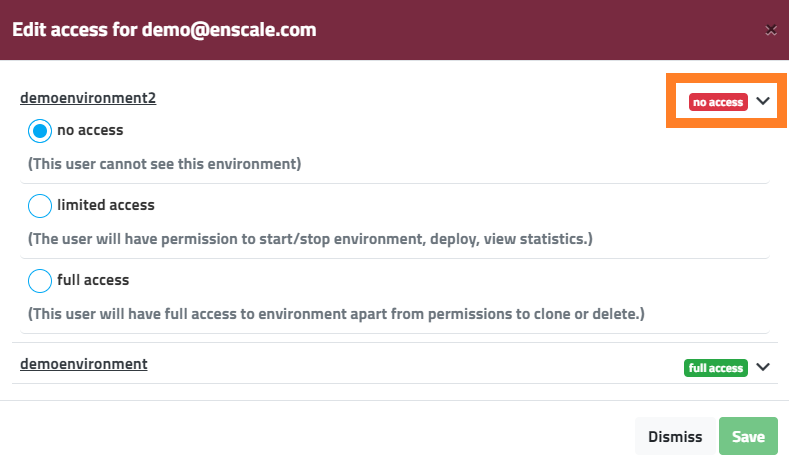 Edit access for demo@enscale.com
demoenvironment2
no access
no access
(This user cannot see this environment)
limited access
(The user will have permission to start/stop environment, deploy, view statistics.)
full access
(This user will have full access to environment apart from permissions to clone or delete.)
demoenvironment
full access
Dismiss
Save